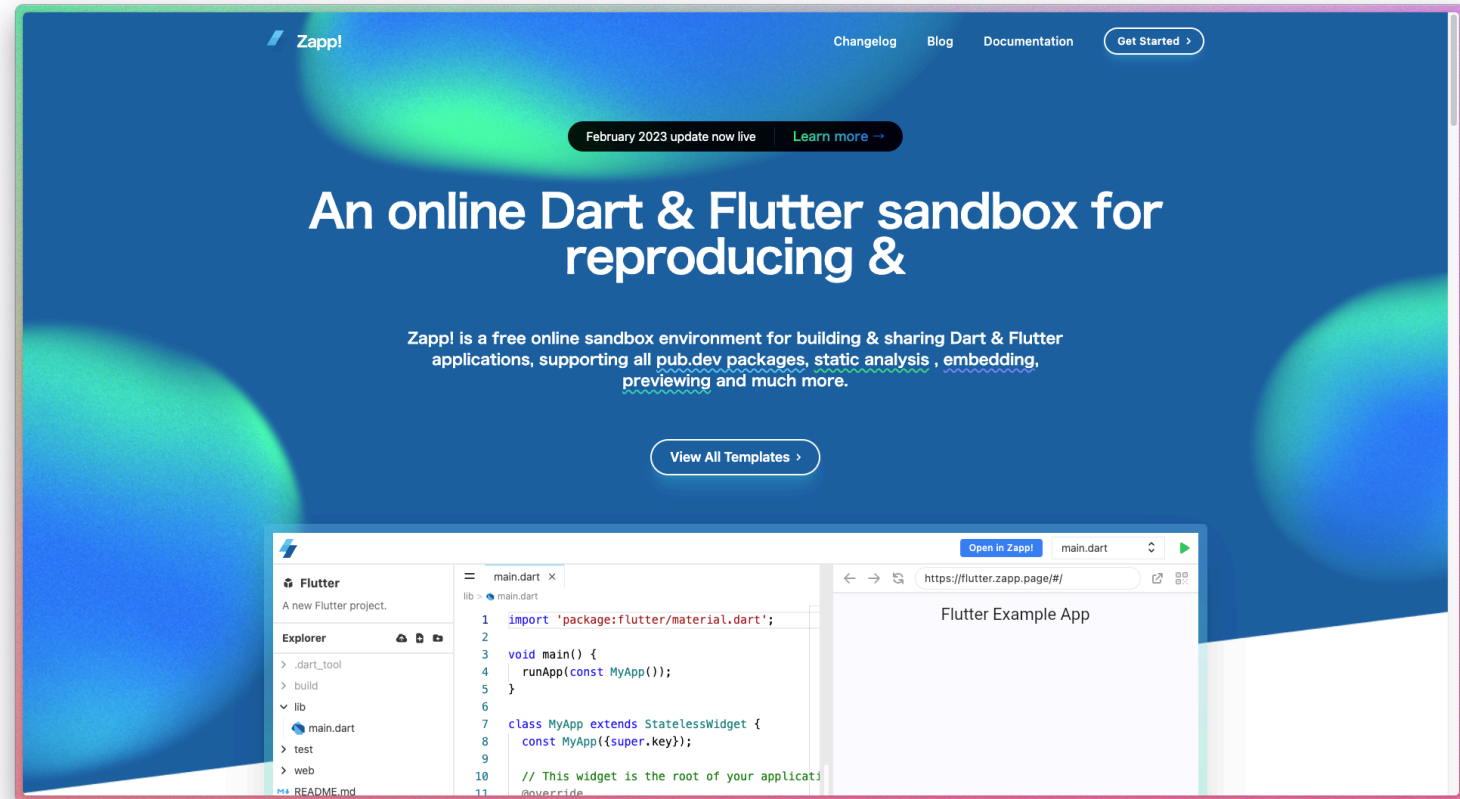 Zapp!
Changelog Blog Documentation Get Started >
February 2023 update now live Learn more →
An online Dart & Flutter sandbox for
reproducing &
Zapp! is a free online sandbox environment for building & sharing Dart & Flutter
applications, supporting all pub.dev packages, static analysis , embedding,
previewing and much more.
View All Templates >
Open in Zapp! main.dart
Flutter
A new Flutter project.
Explorer
> .dart_tool
> build
lib
main.dart
> test
> web
M+ README.md
main.dart ×
lib > main.dart
1 import 'package:flutter/material.dart';
2
3 void main() {
4 runApp(const MyApp());
5 }
6
7 class MyApp extends StatelessWidget {
8 const MyApp({super.key});
9
10 // This widget is the root of your applicati
11 @override
https://flutter.zapp.page/#/
Flutter Example App